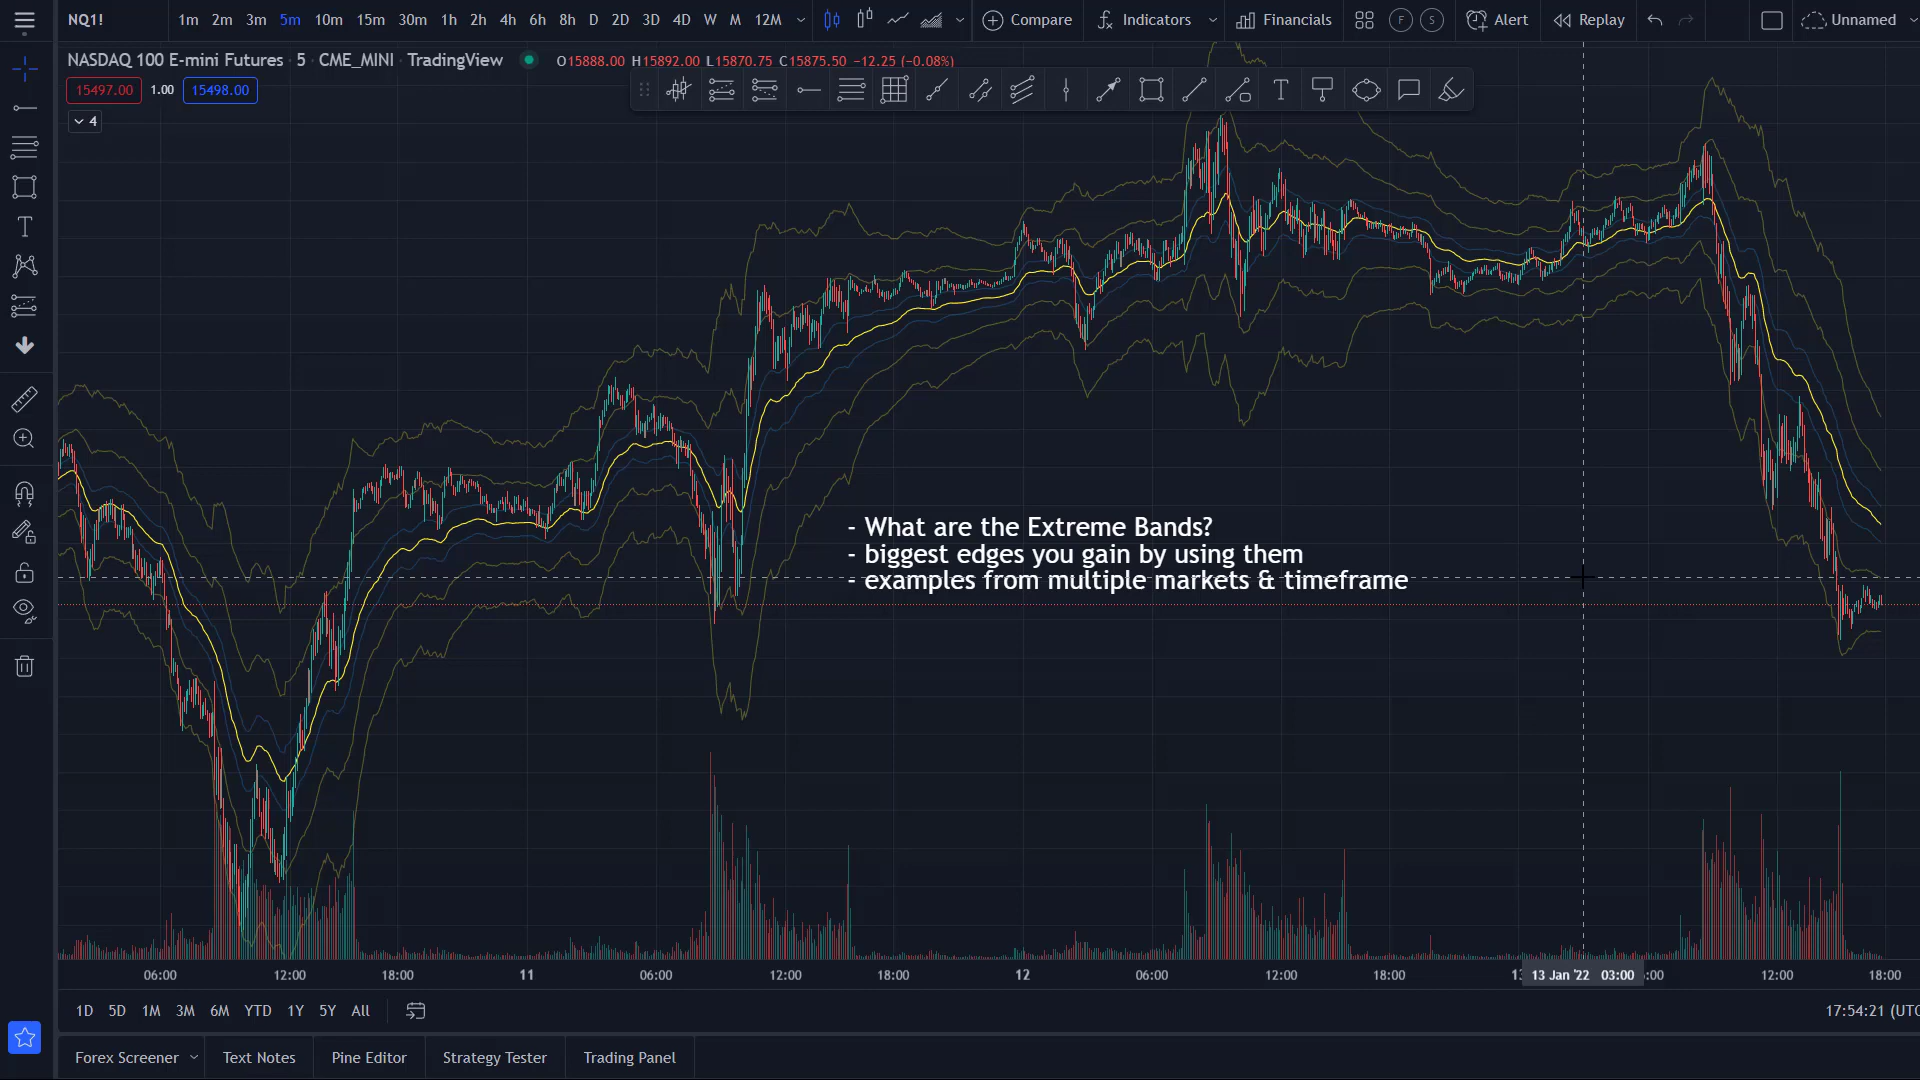 NQ1!
1m 2m 3m 5m 10m 15m 30m 1h 2h 4h 6h 8h D 2D 3D 4D W M 12M
Compare Indicators Financials F S Alert Replay Unnamed
NASDAQ 100 E-mini Futures · 5 · CME_MINI · TradingView O15888.00 H15892.00 L15870.75 C15875.50 −12.25 (−0.08%)
15497.00 1.00 15498.00
4
- What are the Extreme Bands?
- biggest edges you gain by using them
- examples from multiple markets & timeframe
06:00 12:00 18:00 11 06:00 12:00 18:00 12 06:00 12:00 18:00 13 Jan '22 03:00 :00 12:00 18:00
1D 5D 1M 3M 6M YTD 1Y 5Y All 17:54:21 (UTC
Forex Screener Text Notes Pine Editor Strategy Tester Trading Panel